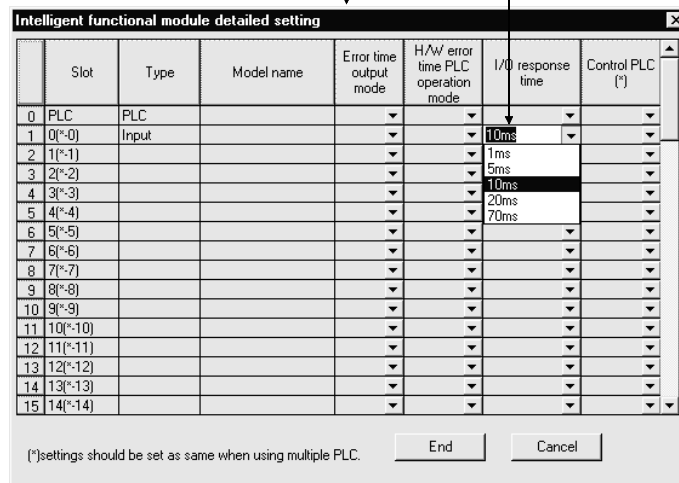 Intelligent functional module detailed setting
Slot Type Model name Error time output mode H/W error time PLC operation mode I/O response time Control PLC (*)
0 PLC PLC
1 0(*-0) Input 10ms
2 1(*-1) 1ms
3 2(*-2) 5ms
4 3(*-3) 10ms
5 4(*-4) 20ms
6 5(*-5) 70ms
7 6(*-6)
8 7(*-7)
9 8(*-8)
10 9(*-9)
11 10(*-10)
12 11(*-11)
13 12(*-12)
14 13(*-13)
15 14(*-14)
(*)settings should be set as same when using multiple PLC. End Cancel